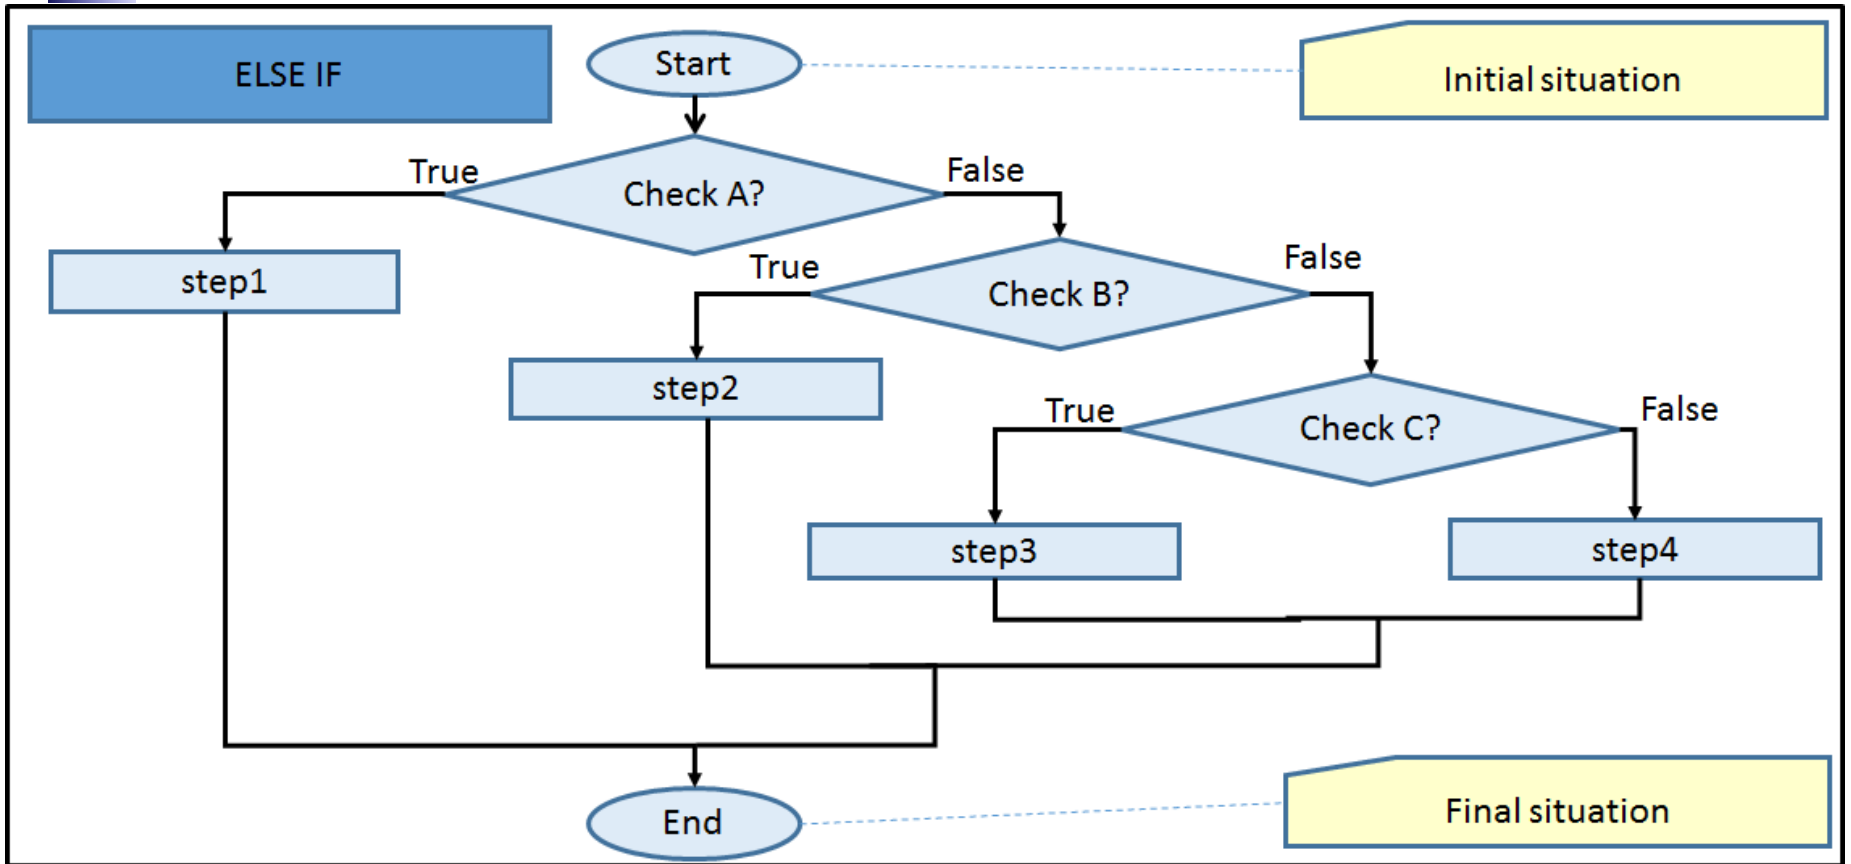 ELSE IF
Start
Initial situation
True
Check A?
False
step1
True
Check B?
False
step2
True
Check C?
False
step3
step4
End
Final situation